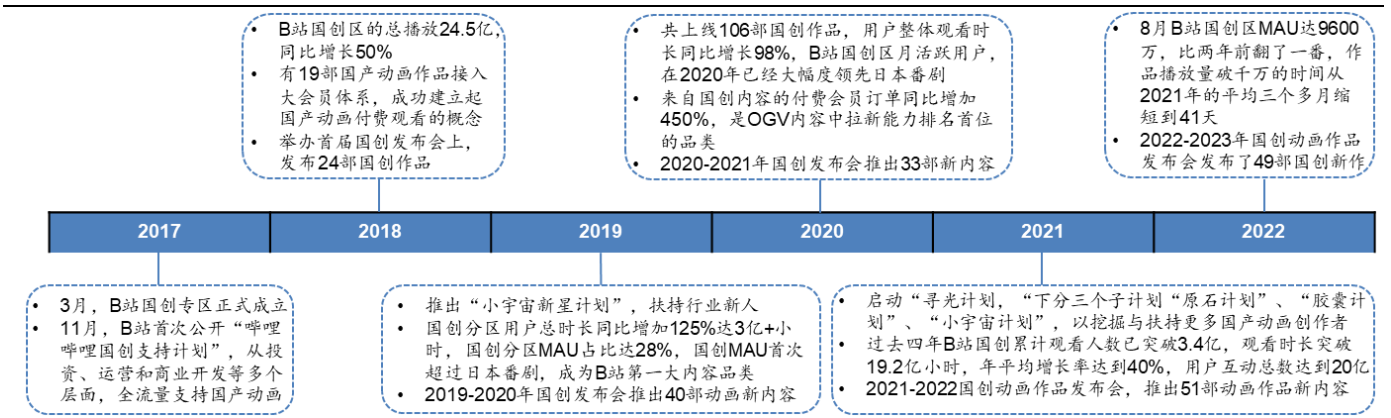 • B站国创区的总播放24.5亿,
同比增长50%
• 有19部国产动画作品接入
大会员体系，成功建立起
国产动画付费观看的概念
• 举办首届国创发布会上，
发布24部国创作品
• 共上线106部国创作品，用户整体观看时
长同比增长98%，B站国创区月活跃用户，
在2020年已经大幅度领先日本番剧
• 来自国创内容的付费会员订单同比增加
450%，是OGV内容中拉新能力排名首位
的品类
• 2020-2021年国创发布会推出33部新内容
• 8月B站国创区MAU达9600
万，比两年前翻了一番，作
品播放量破千万的时间从
2021年的平均三个多月缩
短到41天
• 2022-2023年国创动画作品
发布会发布了49部国创新作
2017 2018 2019 2020 2021 2022
• 3月，B站国创专区正式成立
• 11月，B站首次公开“哔哩
哔哩国创支持计划”，从投
资、运营和商业开发等多个
层面，全流量支持国产动画
• 推出“小宇宙新星计划”，扶持行业新人
• 国创分区用户总时长同比增加125%达3亿+小
时，国创分区MAU占比达28%，国创MAU首次
超过日本番剧，成为B站第一大内容品类
• 2019-2020年国创发布会推出40部动画新内容
• 启动“寻光计划，“下分三个子计划“原石计划”、“胶囊计
划”、“小宇宙计划”，以挖掘与扶持更多国产动画创作者
• 过去四年B站国创累计观看人数已突破3.4亿，观看时长突破
19.2亿小时，年平均增长率达到40%，用户互动总数达到20亿
• 2021-2022国创动画作品发布会，推出51部动画作品新内容